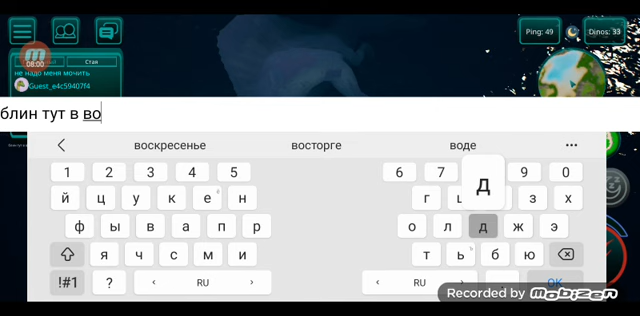 Ping: 49
Dinos: 33
08:00
Стая
не надо меня мочить
Guest_e4c59407f4
блин тут в во
воскресенье восторге воде •••
1 2 3 4 5 6 7 9 0
й ц у к е н г з х
д
ф ы в а п р о л д ж э
я ч с м и т ь б ю
!#1 ? RU RU . OK
Recorded by mobizen